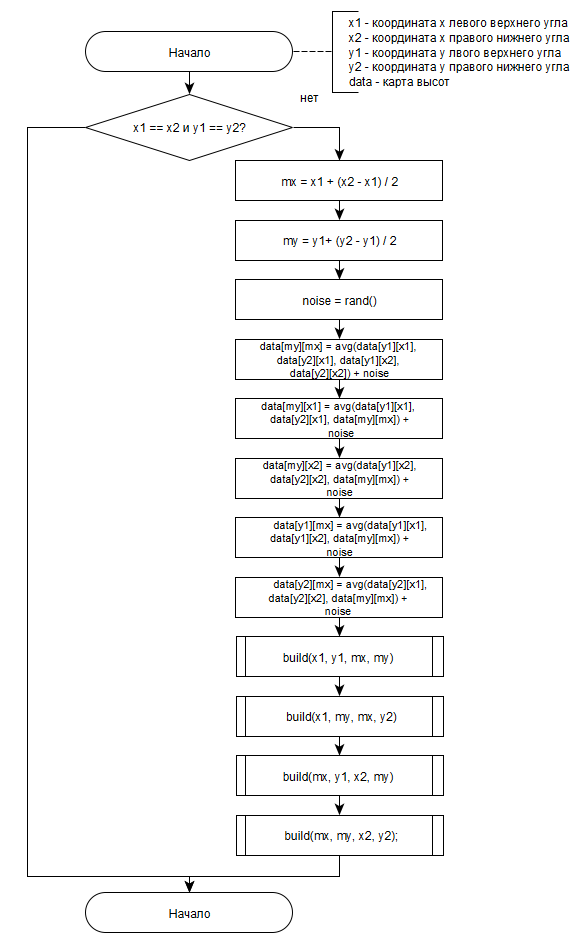 x1 - координата x левого верхнего угла
x2 - координата x правого нижнего угла
y1 - координата y лвого верхнего угла
y2 - координата y правого нижнего угла
data - карта высот
Начало
нет
x1 == x2 и y1 == y2?
mx = x1 + (x2 - x1) / 2
my = y1+ (y2 - y1) / 2
noise = rand()
data[my][mx] = avg(data[y1][x1],
data[y2][x1], data[y1][x2],
data[y2][x2]) + noise
data[my][x1] = avg(data[y1][x1],
data[y2][x1], data[my][mx]) +
noise
data[my][x2] = avg(data[y1][x2],
data[y2][x2], data[my][mx]) +
noise
data[y1][mx] = avg(data[y1][x1],
data[y1][x2], data[my][mx]) +
noise
data[y2][mx] = avg(data[y2][x1],
data[y2][x2], data[my][mx]) +
noise
build(x1, y1, mx, my)
build(x1, my, mx, y2)
build(mx, y1, x2, my)
build(mx, my, x2, y2);
Начало